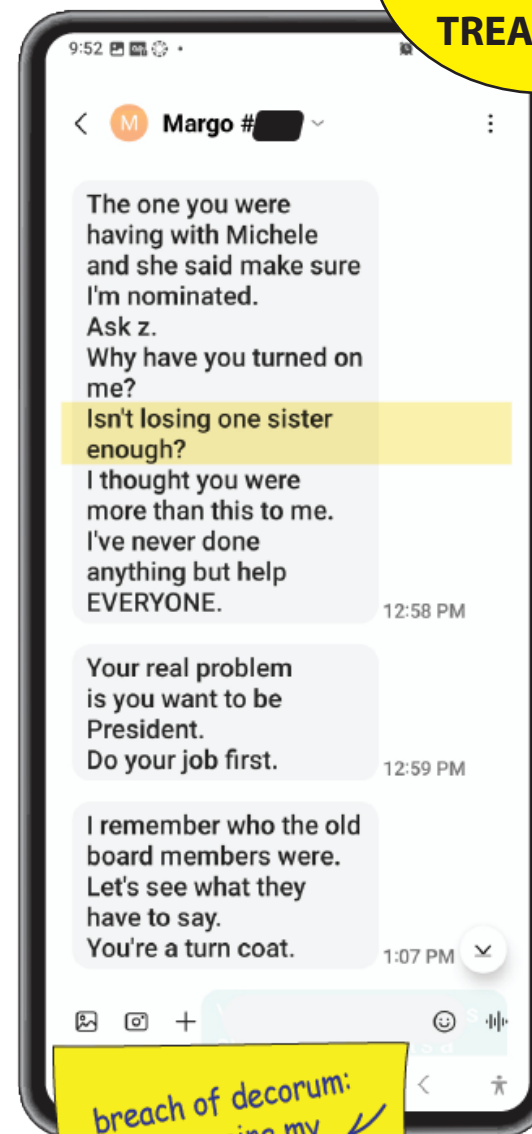 TREA
9:52
M Margo #
The one you were
having with Michele
and she said make sure
I'm nominated.
Ask z.
Why have you turned on
me?
Isn't losing one sister
enough?
I thought you were
more than this to me.
I've never done
anything but help
EVERYONE.
12:58 PM
Your real problem
is you want to be
President.
Do your job first.
12:59 PM
I remember who the old
board members were.
Let's see what they
have to say.
You're a turn coat.
1:07 PM
breach of decorum:
my